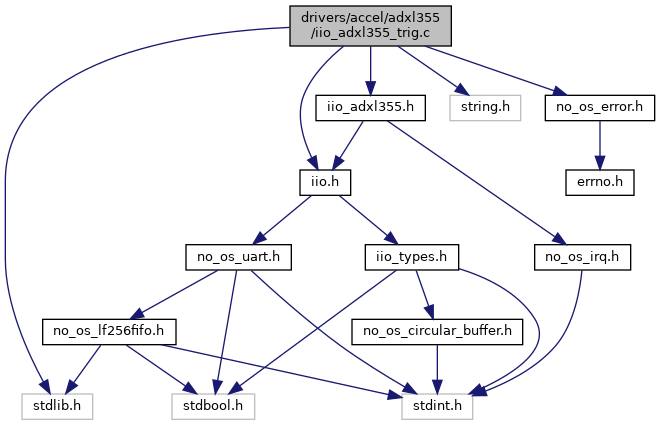 drivers/accel/adxl355
/iio_adxl355_trig.c
iio_adxl355.h
string.h
no_os_error.h
iio.h
errno.h
no_os_uart.h
iio_types.h
no_os_irq.h
no_os_lf256fifo.h
no_os_circular_buffer.h
stdlib.h
stdbool.h
stdint.h